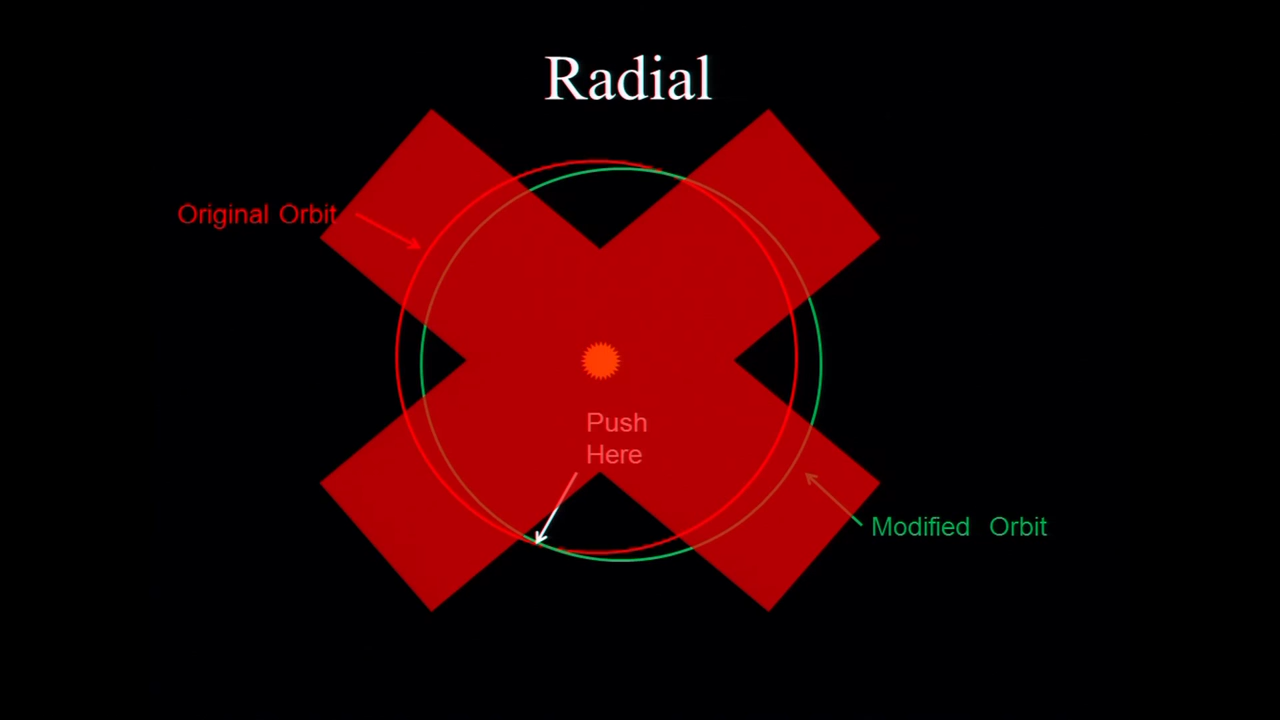 Radial
Original Orbit
Push
Here
Modified Orbit